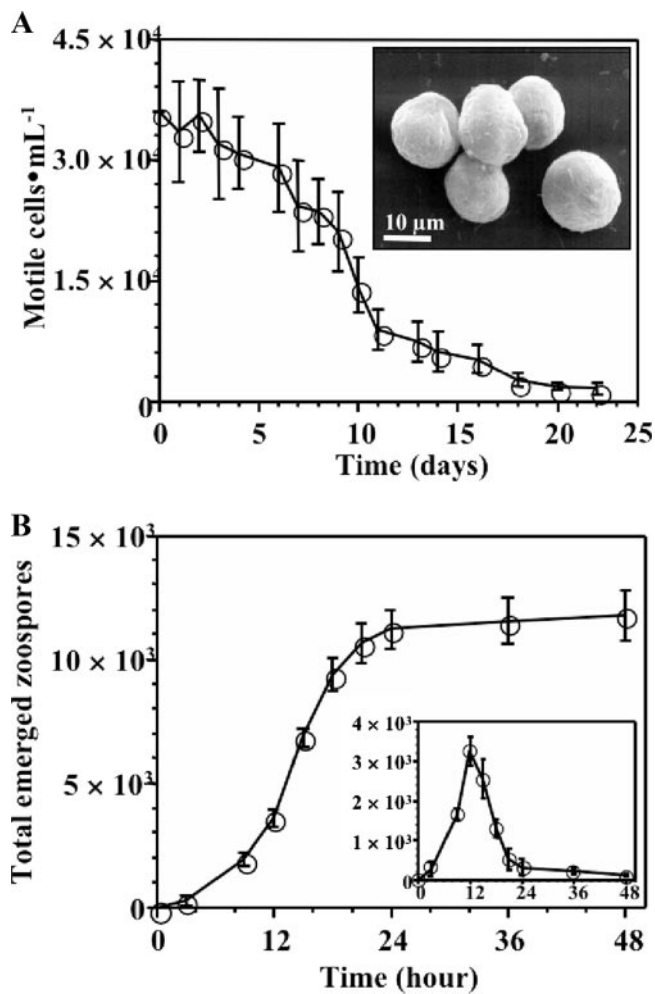 A
4.5 × 10⁴
3.0 × 10⁴
1.5 × 10⁴
0
Motile cells•mL⁻¹
10 µm
0 5 10 15 20 25
Time (days)
B
15 × 10³
10 × 10³
5 × 10³
0
Total emerged zoospores
4 × 10³
3 × 10³
2 × 10³
1 × 10³
0
0 12 24 36 48
0 12 24 36 48
Time (hour)